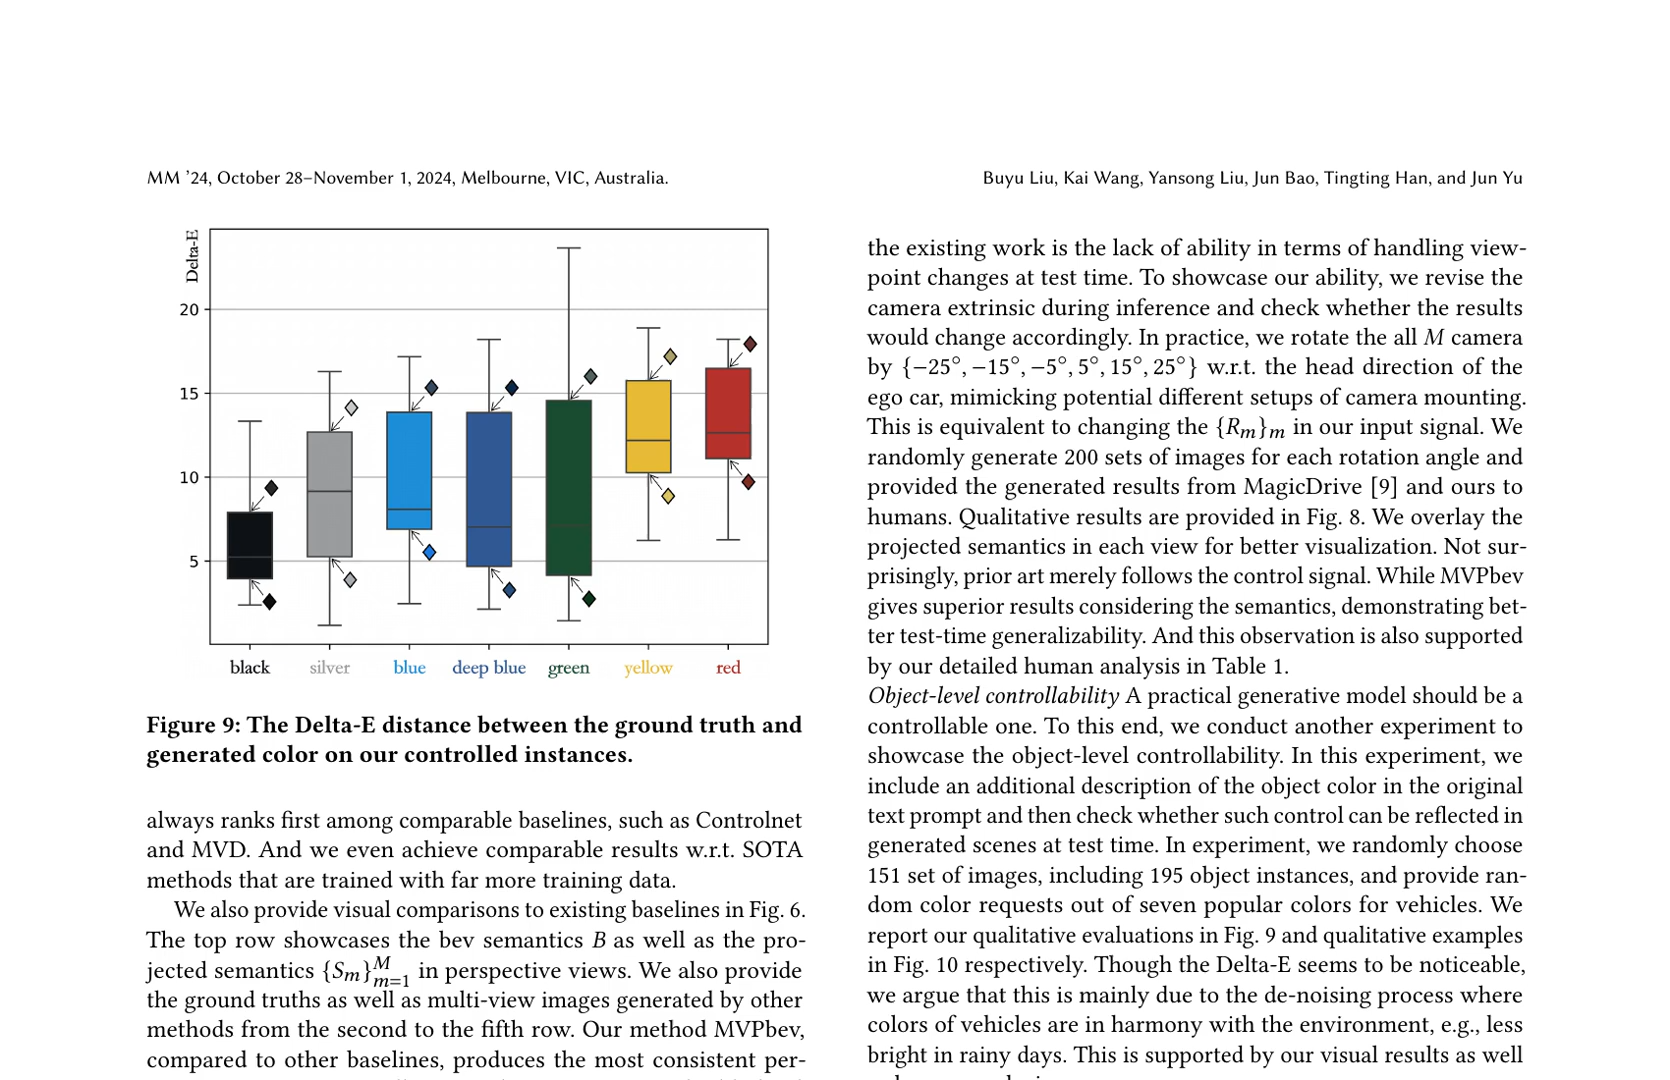 MM ’24, October 28–November 1, 2024, Melbourne, VIC, Australia.
Buyu Liu, Kai Wang, Yansong Liu, Jun Bao, Tingting Han, and Jun Yu
Delta-E
20
15
10
5
black silver blue deep blue green yellow red
Figure 9: The Delta-E distance between the ground truth and
generated color on our controlled instances.
always ranks first among comparable baselines, such as Controlnet
and MVD. And we even achieve comparable results w.r.t. SOTA
methods that are trained with far more training data.
We also provide visual comparisons to existing baselines in Fig. 6.
The top row showcases the bev semantics B as well as the pro-
jected semantics {Sm}^M_m=1 in perspective views. We also provide
the ground truths as well as multi-view images generated by other
methods from the second to the fifth row. Our method MVPbev,
compared to other baselines, produces the most consistent per-
the existing work is the lack of ability in terms of handling view-
point changes at test time. To showcase our ability, we revise the
camera extrinsic during inference and check whether the results
would change accordingly. In practice, we rotate the all M camera
by {−25°, −15°, −5°, 5°, 15°, 25°} w.r.t. the head direction of the
ego car, mimicking potential different setups of camera mounting.
This is equivalent to changing the {Rm}m in our input signal. We
randomly generate 200 sets of images for each rotation angle and
provided the generated results from MagicDrive [9] and ours to
humans. Qualitative results are provided in Fig. 8. We overlay the
projected semantics in each view for better visualization. Not sur-
prisingly, prior art merely follows the control signal. While MVPbev
gives superior results considering the semantics, demonstrating bet-
ter test-time generalizability. And this observation is also supported
by our detailed human analysis in Table 1.
Object-level controllability A practical generative model should be a
controllable one. To this end, we conduct another experiment to
showcase the object-level controllability. In this experiment, we
include an additional description of the object color in the original
text prompt and then check whether such control can be reflected in
generated scenes at test time. In experiment, we randomly choose
151 set of images, including 195 object instances, and provide ran-
dom color requests out of seven popular colors for vehicles. We
report our qualitative evaluations in Fig. 9 and qualitative examples
in Fig. 10 respectively. Though the Delta-E seems to be noticeable,
we argue that this is mainly due to the de-noising process where
colors of vehicles are in harmony with the environment, e.g., less
bright in rainy days. This is supported by our visual results as well